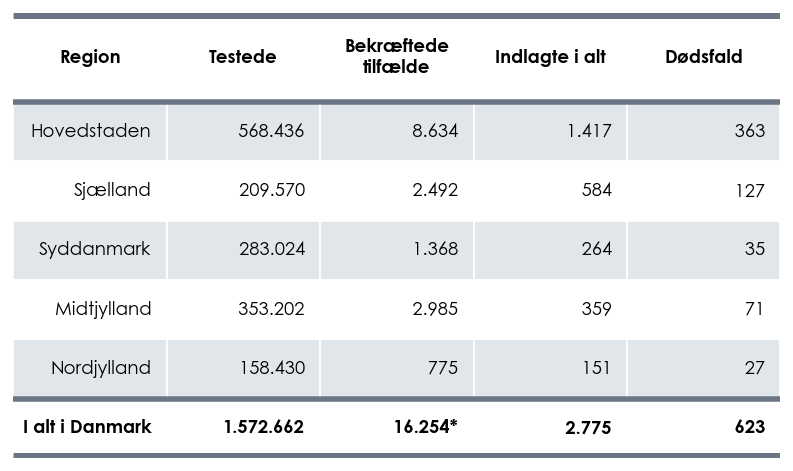 Region Testede Bekræftede tilfælde Indlagte i alt Dødsfald
Hovedstaden 568.436 8.634 1.417 363
Sjælland 209.570 2.492 584 127
Syddanmark 283.024 1.368 264 35
Midtjylland 353.202 2.985 359 71
Nordjylland 158.430 775 151 27
I alt i Danmark 1.572.662 16.254* 2.775 623